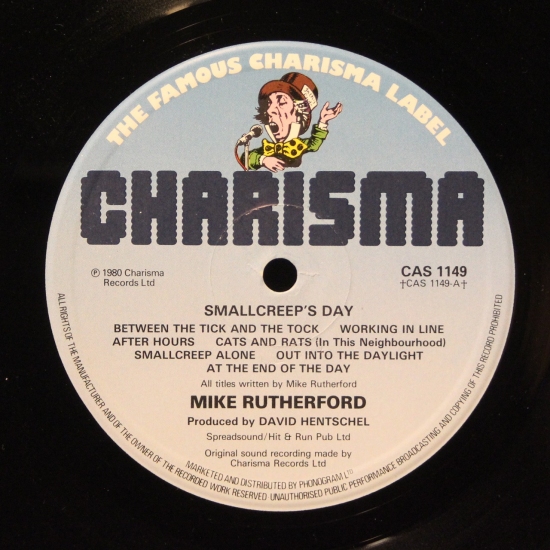 THE FAMOUS CHARISMA LABEL
CHARISMA
℗ 1980 Charisma
Records Ltd
CAS 1149
†CAS 1149-A†
SMALLCREEP'S DAY
BETWEEN THE TICK AND THE TOCK WORKING IN LINE
AFTER HOURS CATS AND RATS (In This Neighbourhood)
SMALLCREEP ALONE OUT INTO THE DAYLIGHT
AT THE END OF THE DAY
All titles written by Mike Rutherford
MIKE RUTHERFORD
Produced by DAVID HENTSCHEL
Spreadsound/Hit & Run Pub Ltd
Original sound recording made by
Charisma Records Ltd
MARKETED AND DISTRIBUTED BY PHONOGRAM LTD
ALL RIGHTS OF THE MANUFACTURER AND OF THE OWNER OF THE RECORDED WORK RESERVED·UNAUTHORISED PUBLIC PERFORMANCE BROADCASTING AND COPYING OF THIS RECORD PROHIBITED